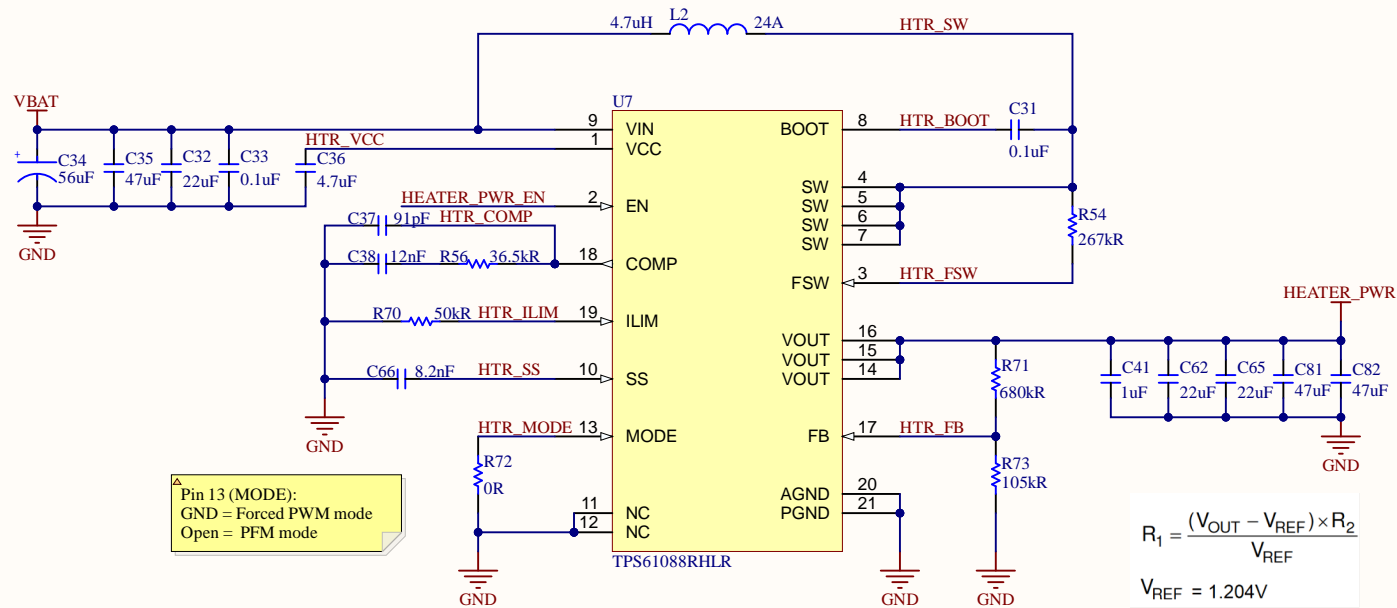 4.7uH
L2
24A
HTR_SW
VBAT
U7
9
VIN
BOOT
8
HTR_BOOT
C31
0.1uF
HTR_VCC
1
VCC
C34
56uF
C35
47uF
C32
22uF
C33
0.1uF
C36
4.7uF
GND
HEATER_PWR_EN
2
EN
SW
4
SW
5
SW
6
SW
7
R54
267kR
C37
91pF
HTR_COMP
C38
12nF
R56
36.5kR
18
COMP
FSW
3
HTR_FSW
R70
50kR
HTR_ILIM
19
ILIM
HEATER_PWR
VOUT
16
VOUT
15
VOUT
14
C66
8.2nF
HTR_SS
10
SS
R71
680kR
C41
1uF
C62
22uF
C65
22uF
C81
47uF
C82
47uF
GND
GND
HTR_MODE
13
MODE
FB
17
HTR_FB
R72
0R
R73
105kR
11
NC
12
NC
AGND
20
PGND
21
TPS61088RHLR
GND
GND
GND
Pin 13 (MODE):
GND = Forced PWM mode
Open = PFM mode
R1 = (VOUT − VREF) × R2
VREF
VREF = 1.204V